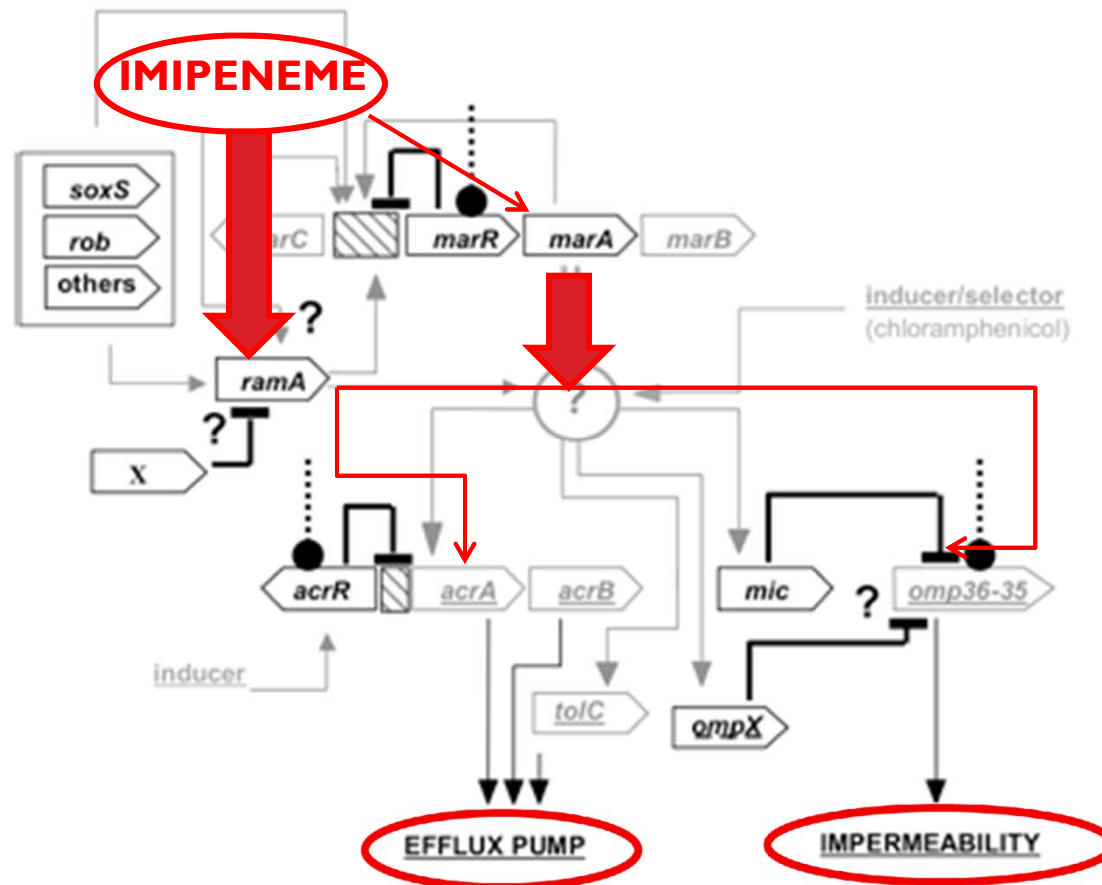 IMIPENEME
soxS
rob
others
arC
marR
marA
marB
inducer/selector
(chloramphenicol)
?
ramA
?
?
X
acrR
acrA
acrB
mic
omp36-35
?
inducer
tolC
ompX
EFFLUX PUMP
IMPERMEABILITY